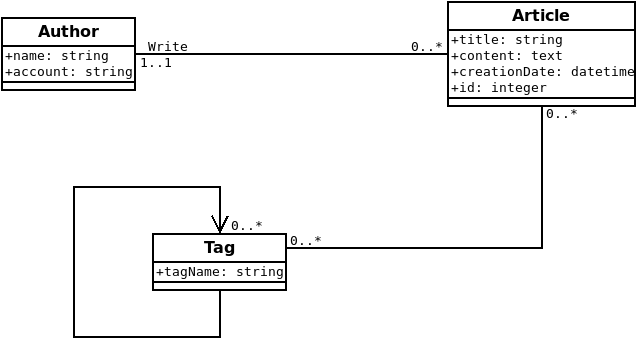 Author
+name: string
+account: string
Write
1..1
0..*
Article
+title: string
+content: text
+creationDate: datetime
+id: integer
0..*
0..*
Tag
+tagName: string
0..*